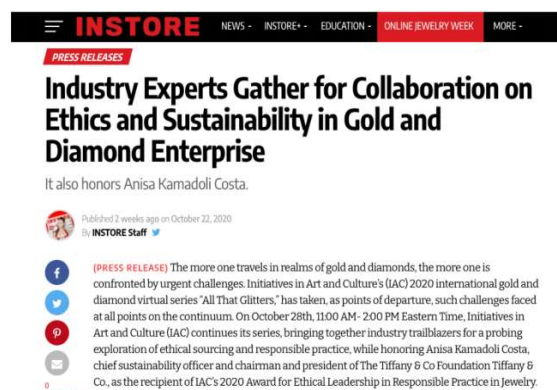 INSTORE NEWS - INSTORE+ - EDUCATION - ONLINE JEWELRY WEEK MORE -
PRESS RELEASES
Industry Experts Gather for Collaboration on
Ethics and Sustainability in Gold and
Diamond Enterprise
It also honors Anisa Kamadoli Costa.
Published 2 weeks ago on October 22, 2020
By INSTORE Staff
(PRESS RELEASE) The more one travels in realms of gold and diamonds, the more one is
confronted by urgent challenges. Initiatives in Art and Culture's (IAC) 2020 international gold and
diamond virtual series "All That Glitters," has taken, as points of departure, such challenges faced
at all points on the continuum. On October 28th, 11:00 AM- 2:00 PM Eastern Time, Initiatives in
Art and Culture (IAC) continues its series, bringing together industry trailblazers for a probing
exploration of ethical sourcing and responsible practice, while honoring Anisa Kamadoli Costa,
chief sustainability officer and chairman and president of The Tiffany & Co Foundation Tiffany &
Co., as the recipient of IAC's 2020 Award for Ethical Leadership in Responsible Practice in Jewelry.
0